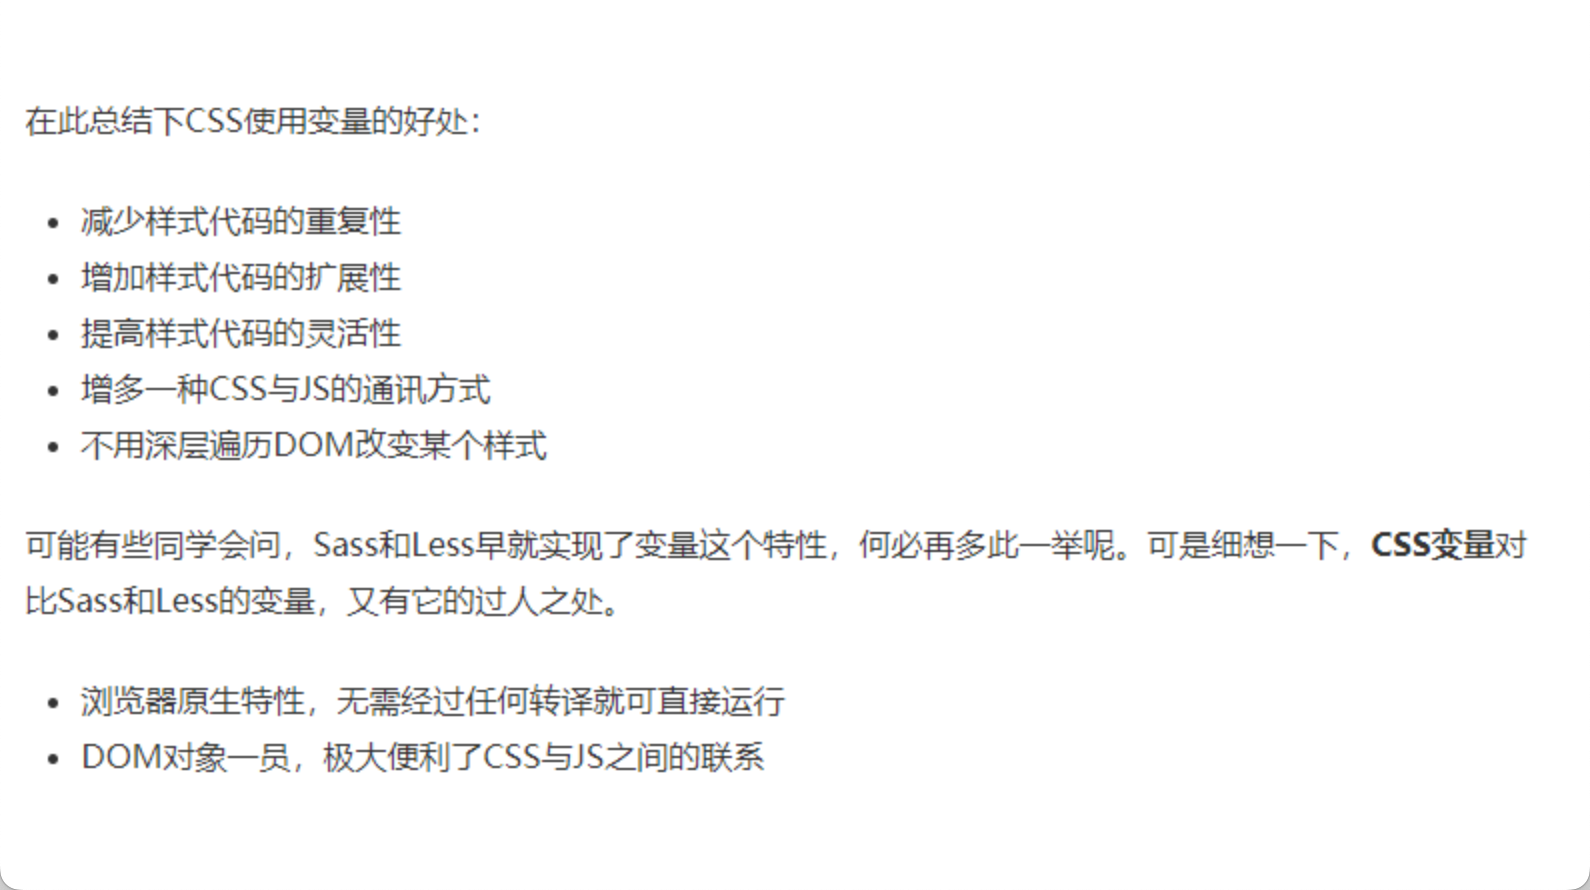 在此总结下CSS使用变量的好处：
• 减少样式代码的重复性
• 增加样式代码的扩展性
• 提高样式代码的灵活性
• 增多一种CSS与JS的通讯方式
• 不用深层遍历DOM改变某个样式
可能有些同学会问，Sass和Less早就实现了变量这个特性，何必再多此一举呢。可是细想一下，CSS变量对
比Sass和Less的变量，又有它的过人之处。
• 浏览器原生特性，无需经过任何转译就可直接运行
• DOM对象一员，极大便利了CSS与JS之间的联系